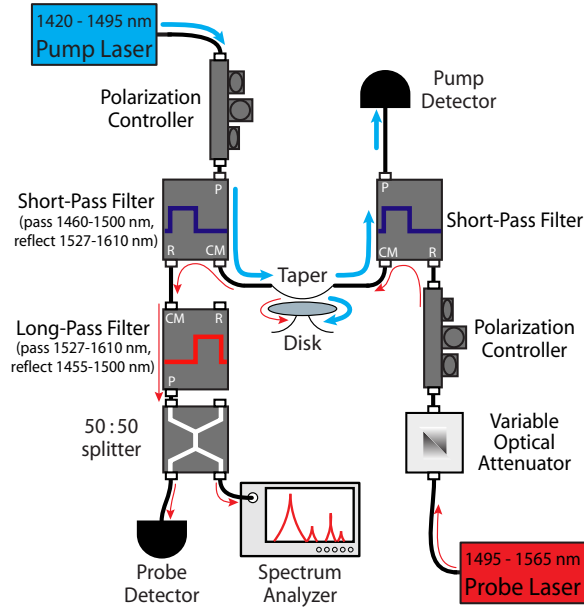 1420 - 1495 nm
Pump Laser
Polarization
Controller
Pump
Detector
P
P
Short-Pass Filter
(pass 1460-1500 nm,
reflect 1527-1610 nm)
R
CM
CM
R
Short-Pass Filter
Taper
Disk
CM
R
Long-Pass Filter
(pass 1527-1610 nm,
reflect 1455-1500 nm)
P
Polarization
Controller
50 : 50
splitter
Variable
Optical
Attenuator
Probe
Detector
Spectrum
Analyzer
1495 - 1565 nm
Probe Laser